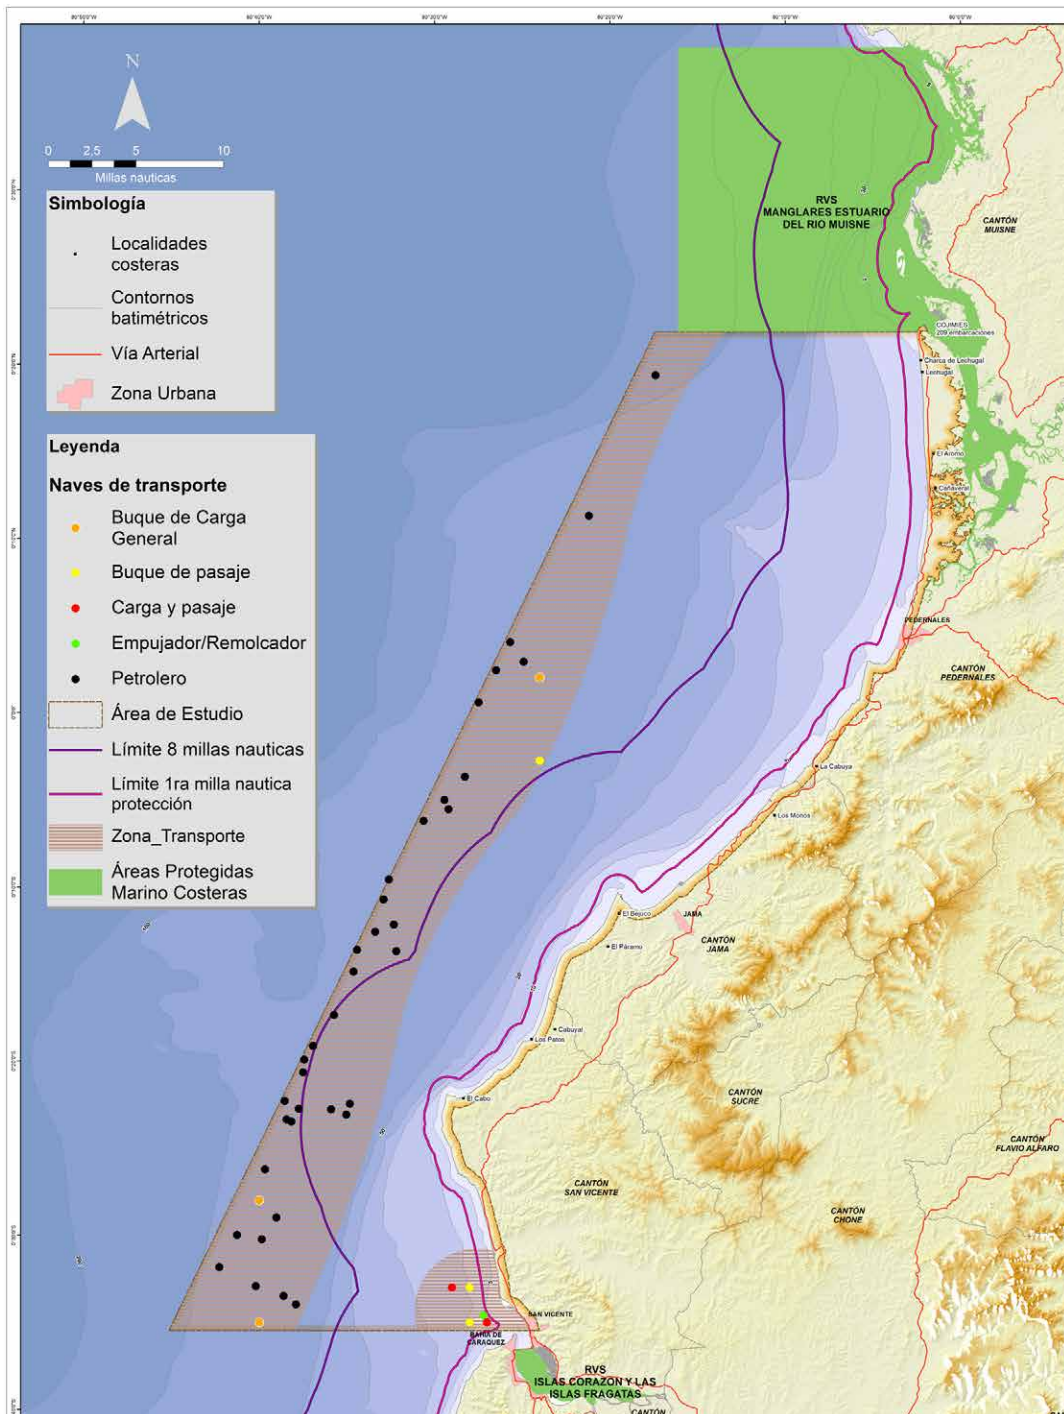 N
0 2,5 5 10
Millas nauticas
Simbología
Localidades
costeras
Contornos
batimétricos
Vía Arterial
Zona Urbana
Leyenda
Naves de transporte
Buque de Carga
General
Buque de pasaje
Carga y pasaje
Empujador/Remolcador
Petrolero
Área de Estudio
Límite 8 millas nauticas
Límite 1ra milla nautica
protección
Zona_Transporte
Áreas Protegidas
Marino Costeras
RVS
MANGLARES ESTUARIO
DEL RIO MUISNE
CANTÓN
MUISNE
COJIMIES
209 embarcaciones
Charca de Lechugal
Lechugal
El Aromo
Cañaveral
PEDERNALES
CANTÓN
PEDERNALES
La Cabuya
Los Monos
El Bejuco
JAMA
El Páramo
CANTÓN
JAMA
Cabuyal
Los Patos
El Cabo
CANTÓN
SUCRE
CANTÓN
FLAVIO ALFARO
CANTÓN
SAN VICENTE
CANTÓN
CHONE
SAN VICENTE
BAHÍA DE
CARAQUEZ
RVS
ISLAS CORAZON Y LAS
ISLAS FRAGATAS
CANTÓN